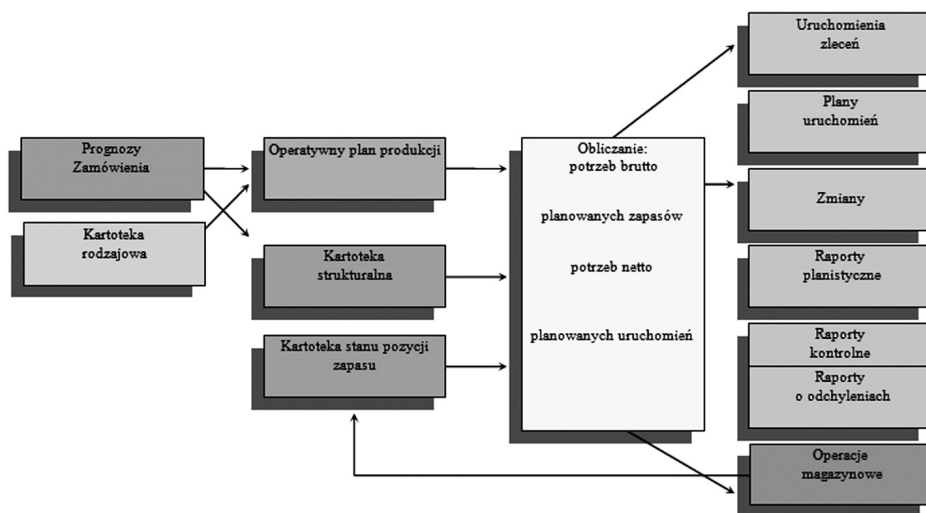 Prognozy
Zamówienia
Kartoteka
rodzajowa
Operatywny plan produkcji
Kartoteka
strukturalna
Kartoteka stanu pozycji
zapasu
Obliczanie:
potrzeb brutto
planowanych zapasów
potrzeb netto
planowanych uruchomień
Uruchomienia
zleceń
Plany
uruchomień
Zmiany
Raporty
planistyczne
Raporty
kontrolne
Raporty
o odchyleniach
Operacje
magazynowe